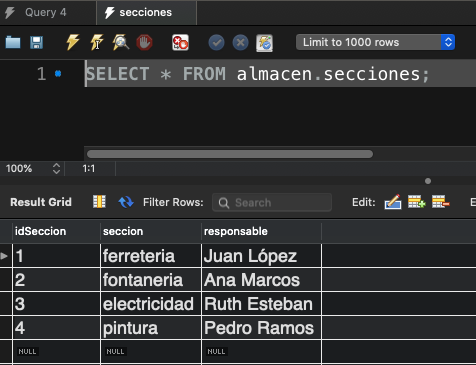 Query 4 secciones
Limit to 1000 rows
1 SELECT * FROM almacen.secciones;
100% 1:1
Result Grid Filter Rows: Search Edit: E
idSeccion seccion responsable
1 ferreteria Juan López
2 fontaneria Ana Marcos
3 electricidad Ruth Esteban
4 pintura Pedro Ramos
NULL NULL NULL